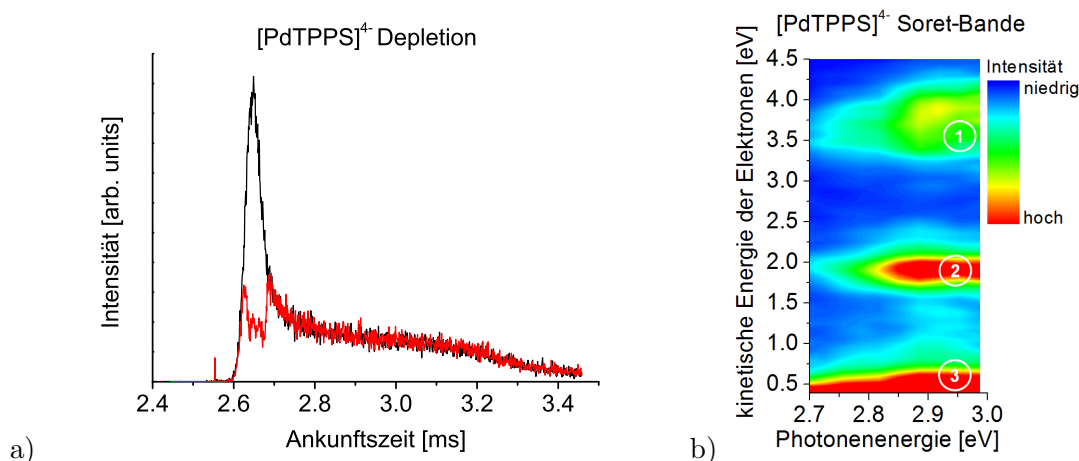 [PdTPPS]⁴⁻ Depletion
Intensität [arb. units]
2.4 2.6 2.8 3.0 3.2 3.4
Ankunftszeit [ms]
a)
[PdTPPS]⁴⁻ Soret-Bande
kinetische Energie der Elektronen [eV]
4.5
4.0
3.5
3.0
2.5
2.0
1.5
1.0
0.5
1
2
3
2.7 2.8 2.9 3.0
Photonenenergie [eV]
Intensität
niedrig
hoch
b)